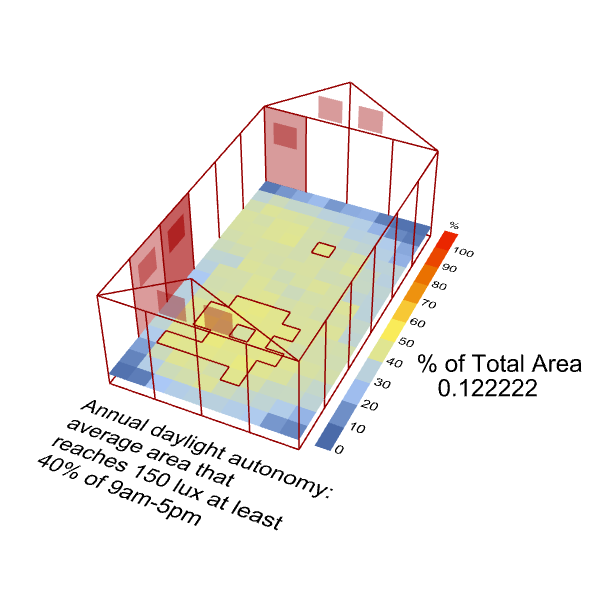 %
100
90
80
70
60
50
40
30
20
10
0
% of Total Area
0.122222
Annual daylight autonomy:
average area that
reaches 150 lux at least
40% of 9am-5pm